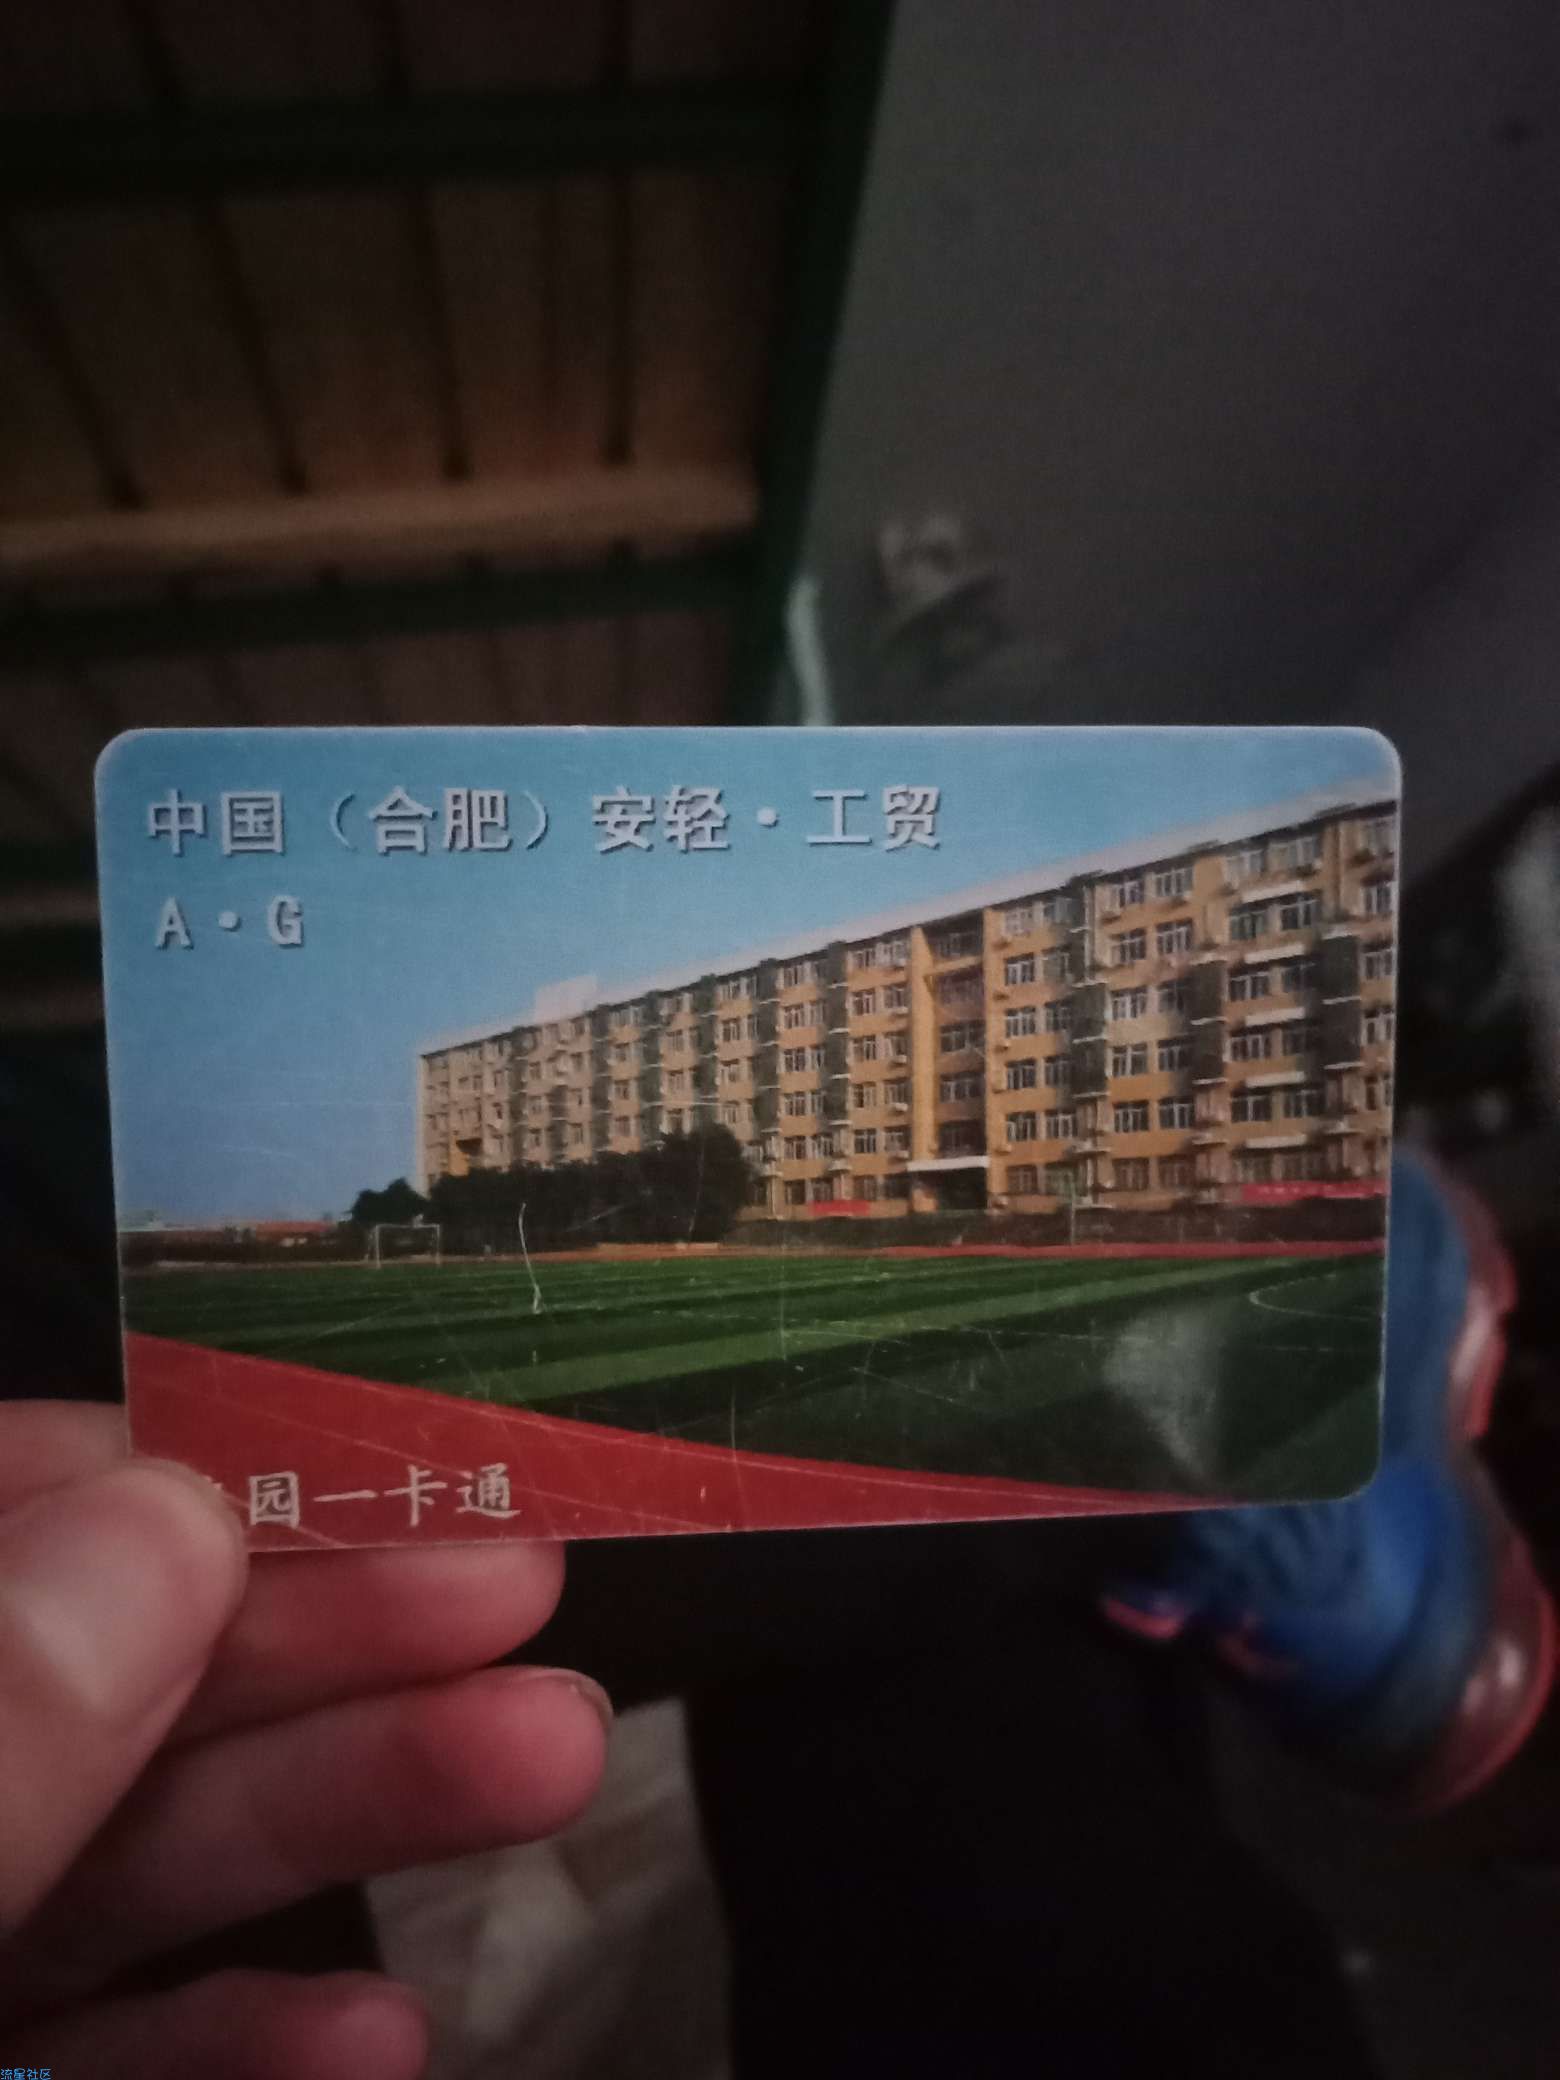 中国（合肥）安轻·工贸
A·G
园一卡通
流星社区